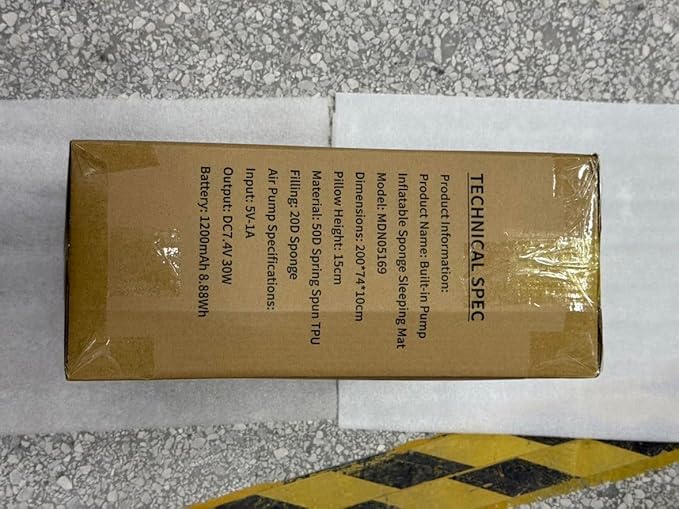 TECHNICAL SPEC
Product Information:
Product Name: Built-in Pump
Inflatable Sponge Sleeping Mat
Model: MDN05169
Dimensions: 200*74*10cm
Pillow Height: 15cm
Material: 50D Spring Spun TPU
Filling: 20D Sponge
Air Pump Specifications:
Input: 5V-1A
Output: DC7.4V 30W
Battery: 1200mAh 8.88Wh